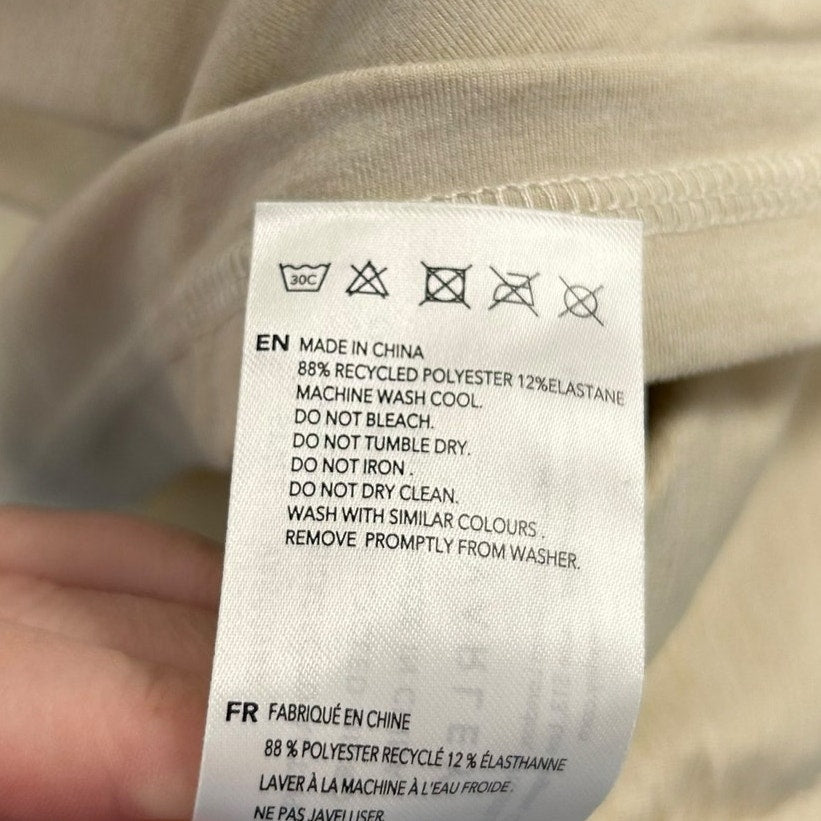 30C
EN MADE IN CHINA
88% RECYCLED POLYESTER 12%ELASTANE
MACHINE WASH COOL.
DO NOT BLEACH.
DO NOT TUMBLE DRY.
DO NOT IRON .
DO NOT DRY CLEAN.
WASH WITH SIMILAR COLOURS .
REMOVE PROMPTLY FROM WASHER.
FR FABRIQUÉ EN CHINE
88 % POLYESTER RECYCLÉ 12 % ÉLASTHANNE
LAVER À LA MACHINE À L'EAU FROIDE .
NE PAS JAVELLISER.